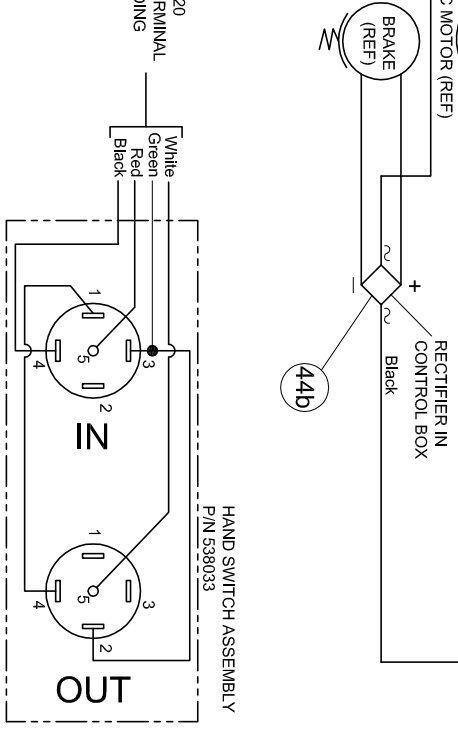 C MOTOR (REF)
BRAKE
(REF)
+
–
~
~
RECTIFIER IN
CONTROL BOX
Black
44b
20
RMINAL
DING
White
Green
Red
Black
HAND SWITCH ASSEMBLY
P/N 538033
1
2
3
4
5
IN
1
2
3
4
5
OUT